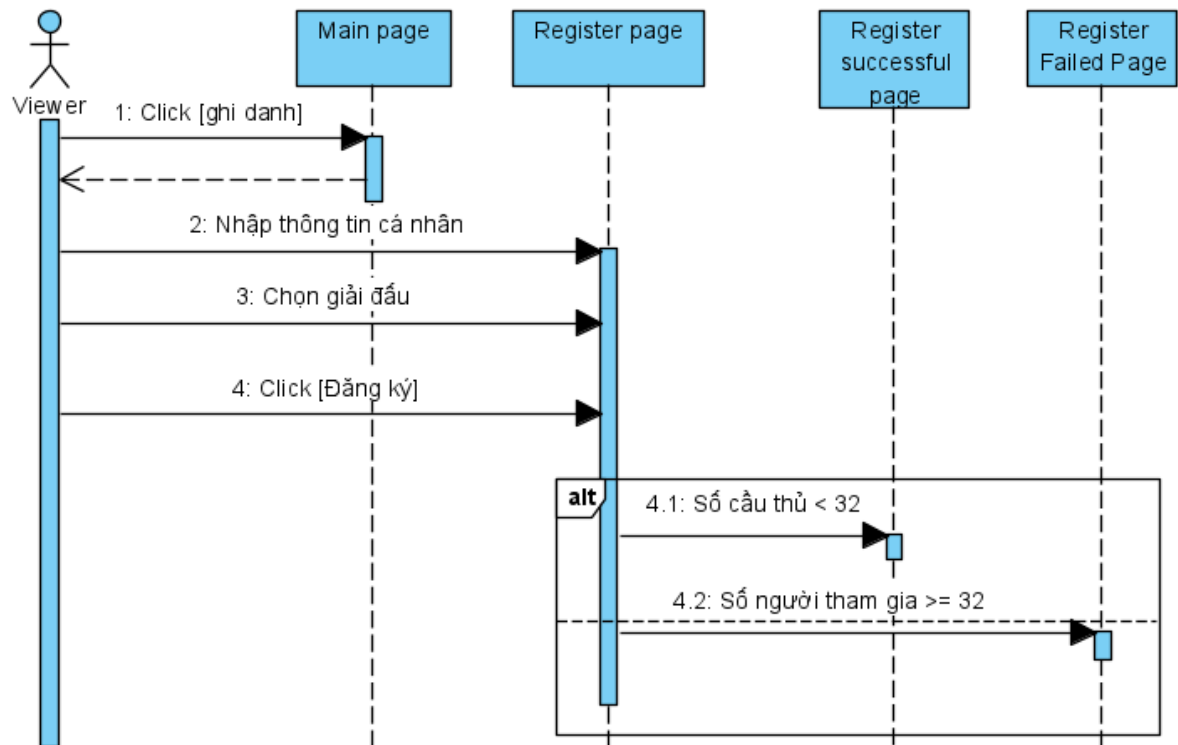 Viewer
Main page
Register page
Register
successful
page
Register
Failed Page
1: Click [ghi danh]
2: Nhập thông tin cá nhân
3: Chọn giải đấu
4: Click [Đăng ký]
alt
4.1: Số cầu thủ < 32
4.2: Số người tham gia >= 32